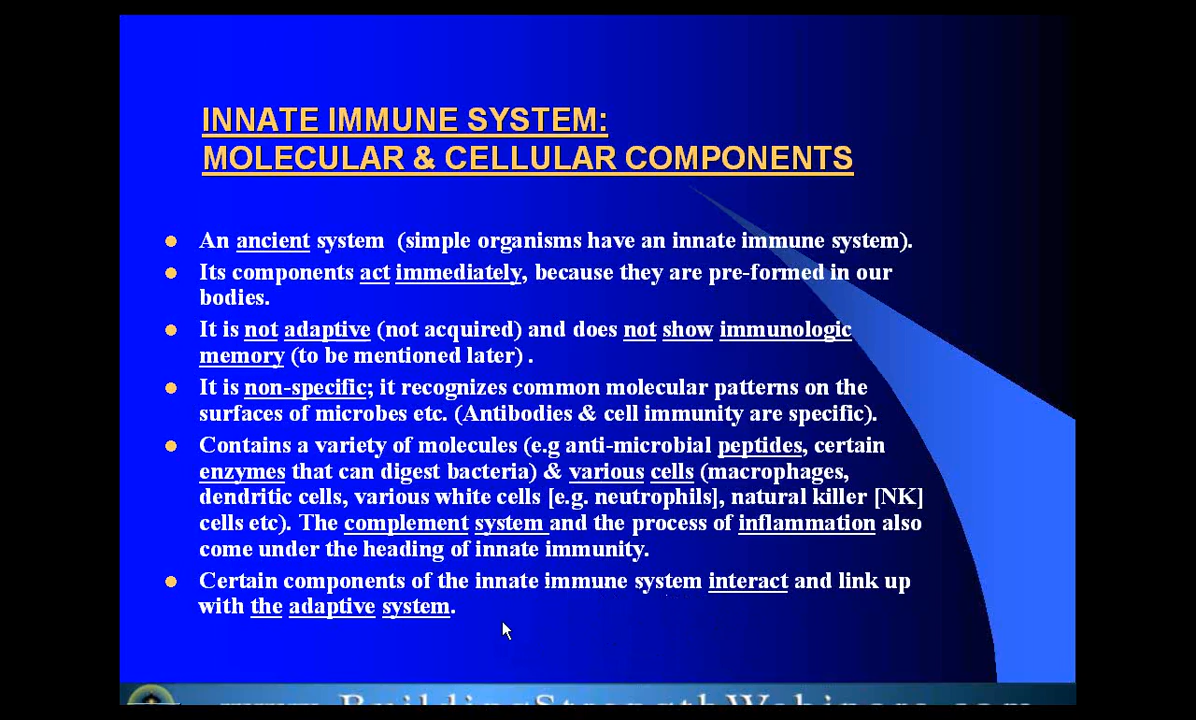 INNATE IMMUNE SYSTEM:
MOLECULAR & CELLULAR COMPONENTS
An ancient system (simple organisms have an innate immune system).
Its components act immediately, because they are pre-formed in our
bodies.
It is not adaptive (not acquired) and does not show immunologic
memory (to be mentioned later) .
It is non-specific; it recognizes common molecular patterns on the
surfaces of microbes etc. (Antibodies & cell immunity are specific).
Contains a variety of molecules (e.g anti-microbial peptides, certain
enzymes that can digest bacteria) & various cells (macrophages,
dendritic cells, various white cells [e.g. neutrophils], natural killer [NK]
cells etc). The complement system and the process of inflammation also
come under the heading of innate immunity.
Certain components of the innate immune system interact and link up
with the adaptive system.
www.BuildingStrengthWebinars.com